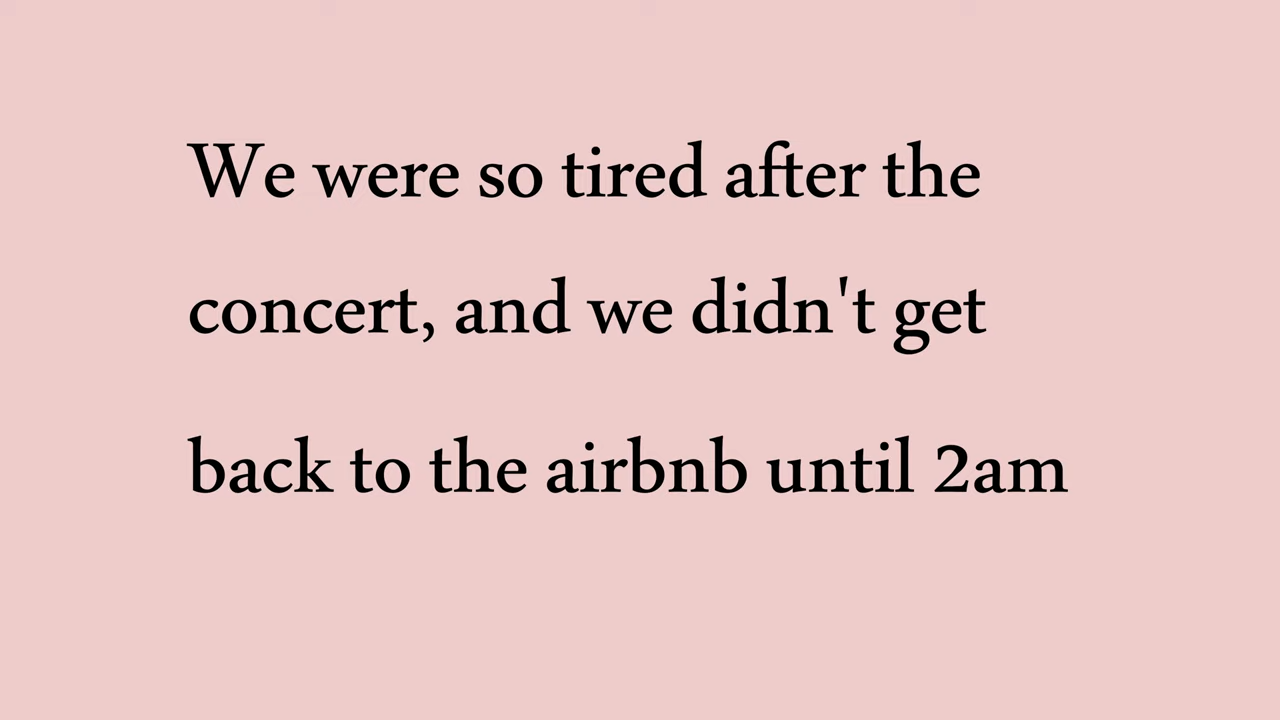 We were so tired after the
concert, and we didn't get
back to the airbnb until 2am